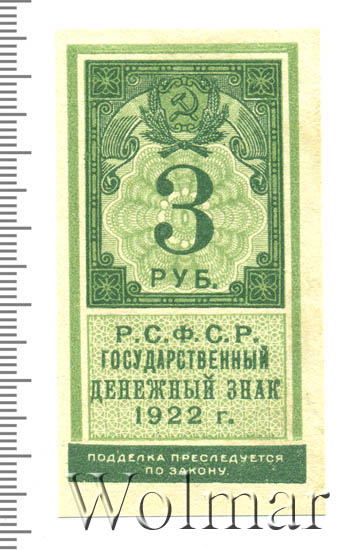 3
РУБ.
Р.С.Ф.С.Р.
ГОСУДАРСТВЕННЫЙ
ДЕНЕЖНЫЙ ЗНАК
1922 г.
ПОДДЕЛКА ПРЕСЛЕДУЕТСЯ
ПО ЗАКОНУ.
Wolmar